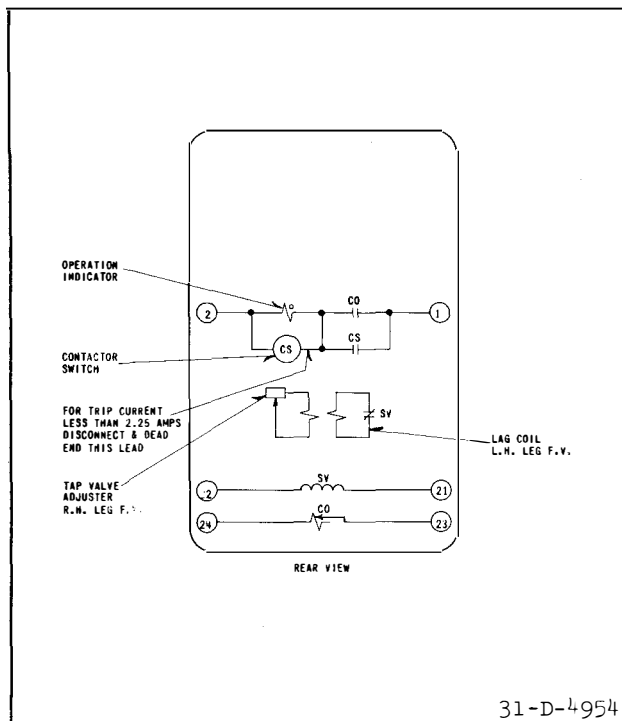 OPERATION
INDICATOR
CO
2
1
CS
CS
CONTACTOR
SWITCH
FOR TRIP CURRENT
LESS THAN 2.25 AMPS
DISCONNECT & DEAD
END THIS LEAD
SV
LAG COIL
L.H. LEG F.V.
TAP VALVE
ADJUSTER
R.H. LEG F.
SV
21
CO
24
23
REAR VIEW
31-D-4954